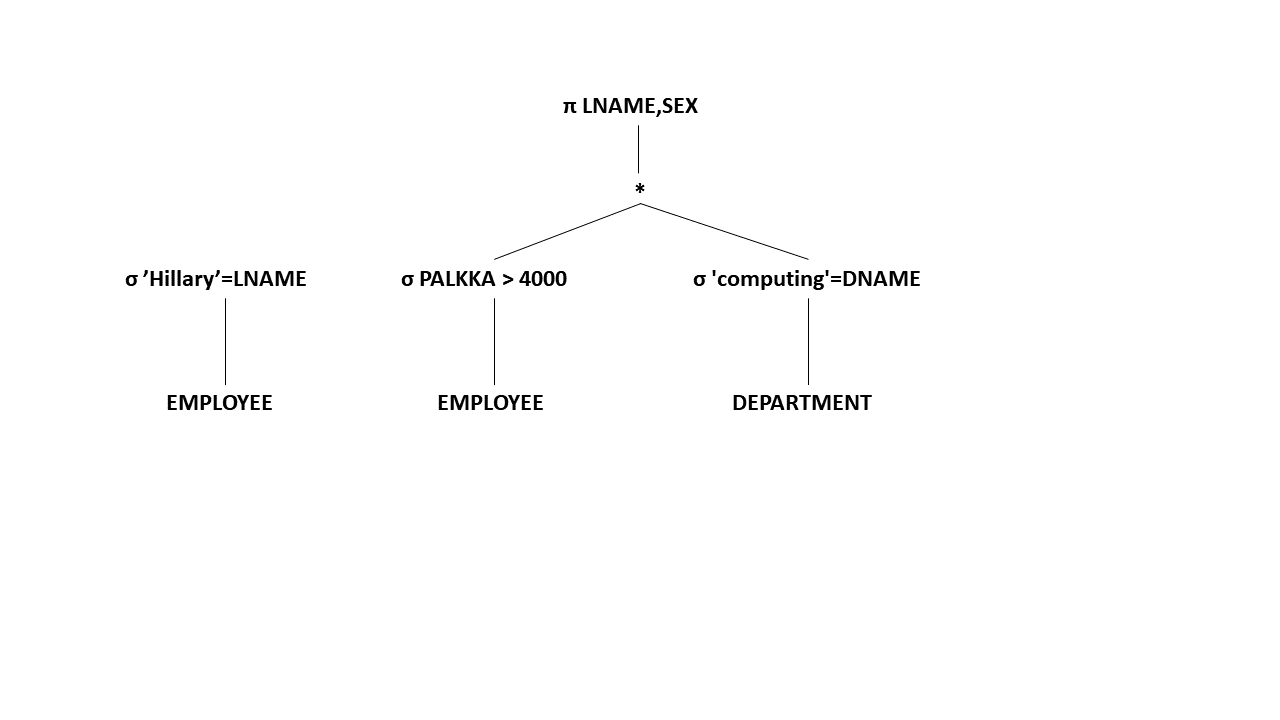 π LNAME,SEX
*
σ ’Hillary’=LNAME
σ PALKKA > 4000
σ 'computing'=DNAME
EMPLOYEE
EMPLOYEE
DEPARTMENT